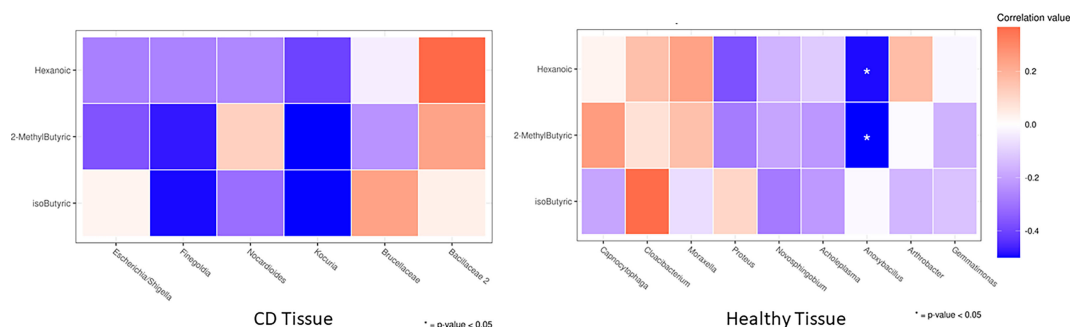 Correlation value
Hexanoic
2-MethylButyric
isoButyric
Escherichia/Shigella
Finegoldia
Nocardioides
Kocuria
Brucellaceae
Bacillaceae 2
CD Tissue
* = p-value < 0.05
Hexanoic
*
2-MethylButyric
*
isoButyric
Capnocytophaga
Cloacibacterium
Moraxella
Proteus
Novosphingobium
Acholeplasma
Anoxybacillus
Arthrobacter
Gemmatimonas
Healthy Tissue
* = p-value < 0.05
0.2
0.0
-0.2
-0.4